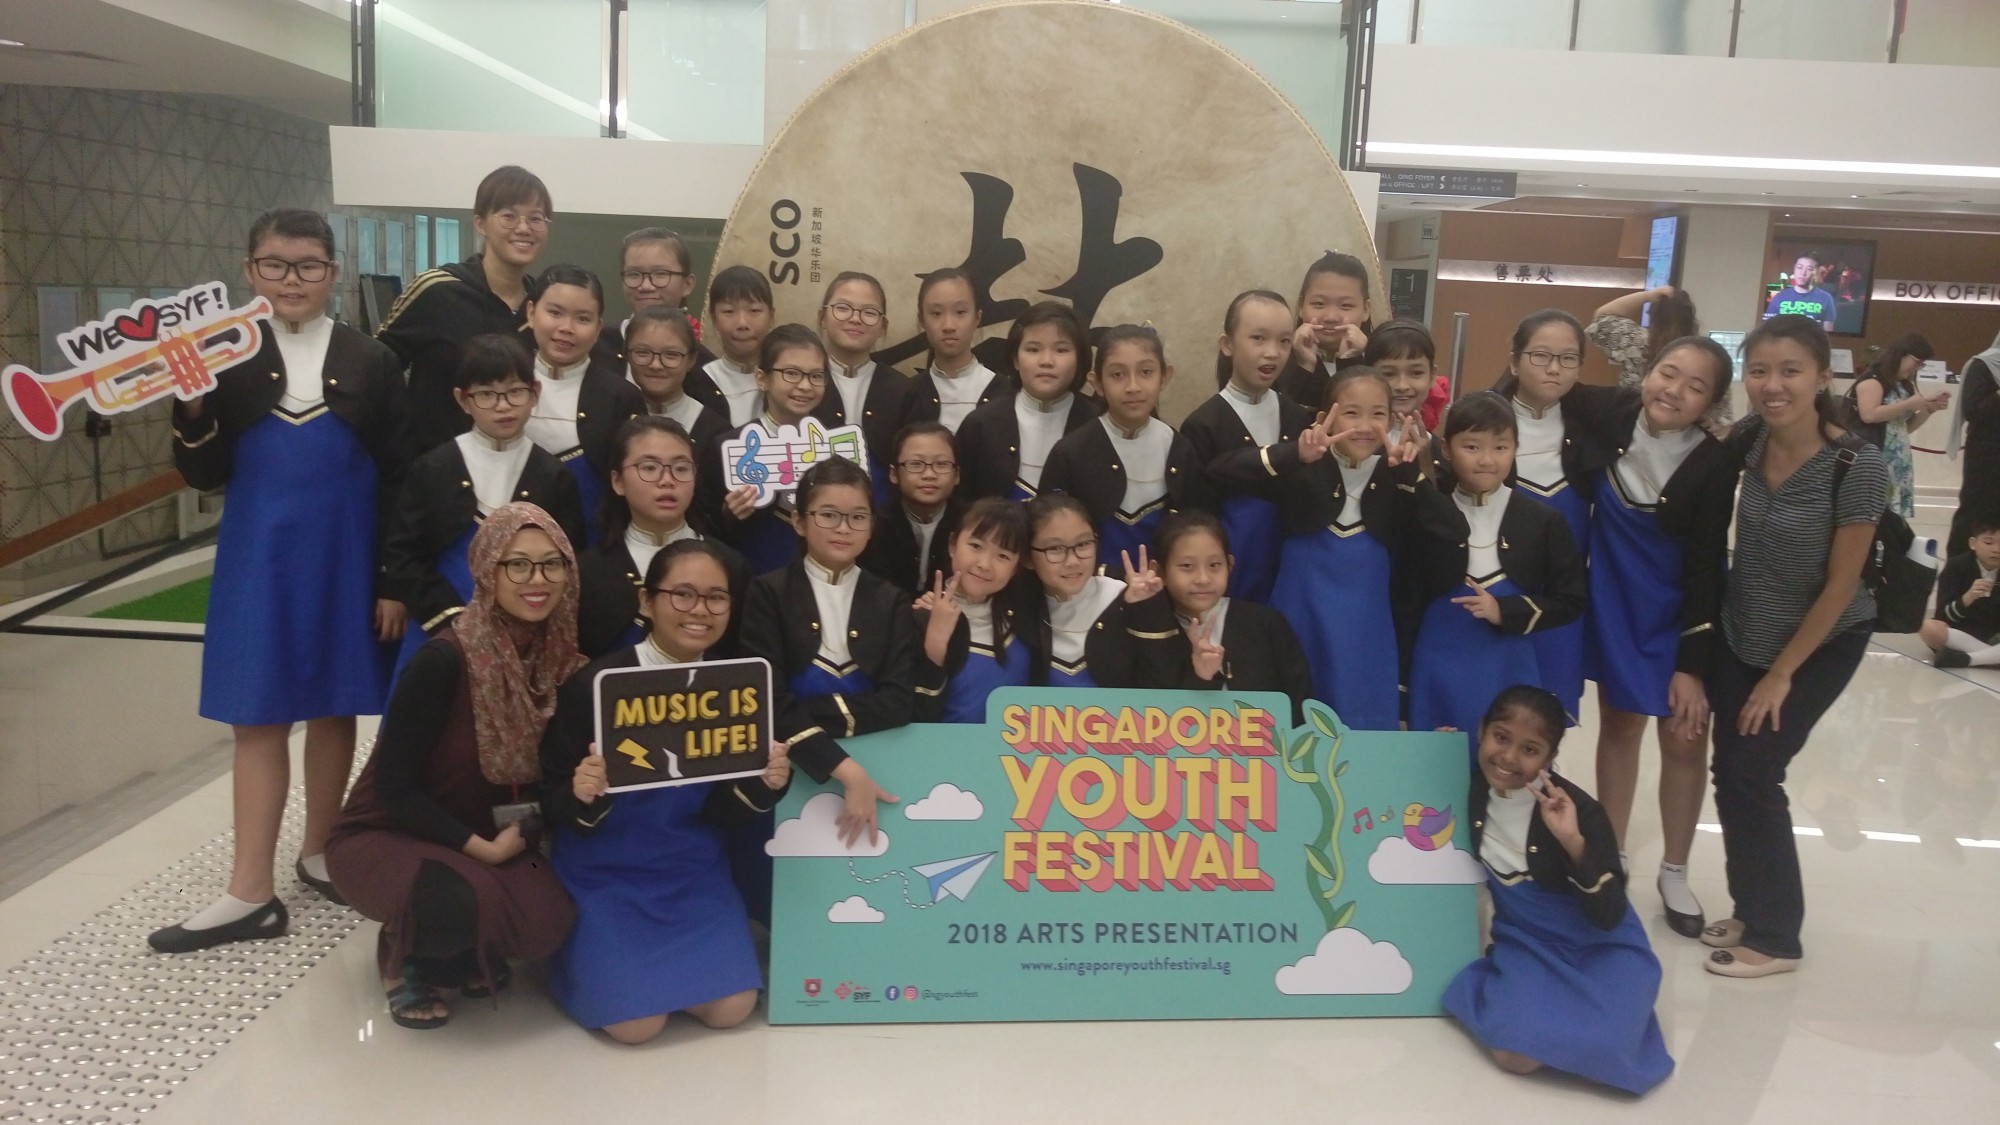 SCO
新加坡华乐团
WE SYF!
售票处
BOX OFFIC
SUPER
MUSIC IS
LIFE!
SINGAPORE
YOUTH
FESTIVAL
2018 ARTS PRESENTATION
www.singaporeyouthfestival.sg
SYF
@sgyouthfest